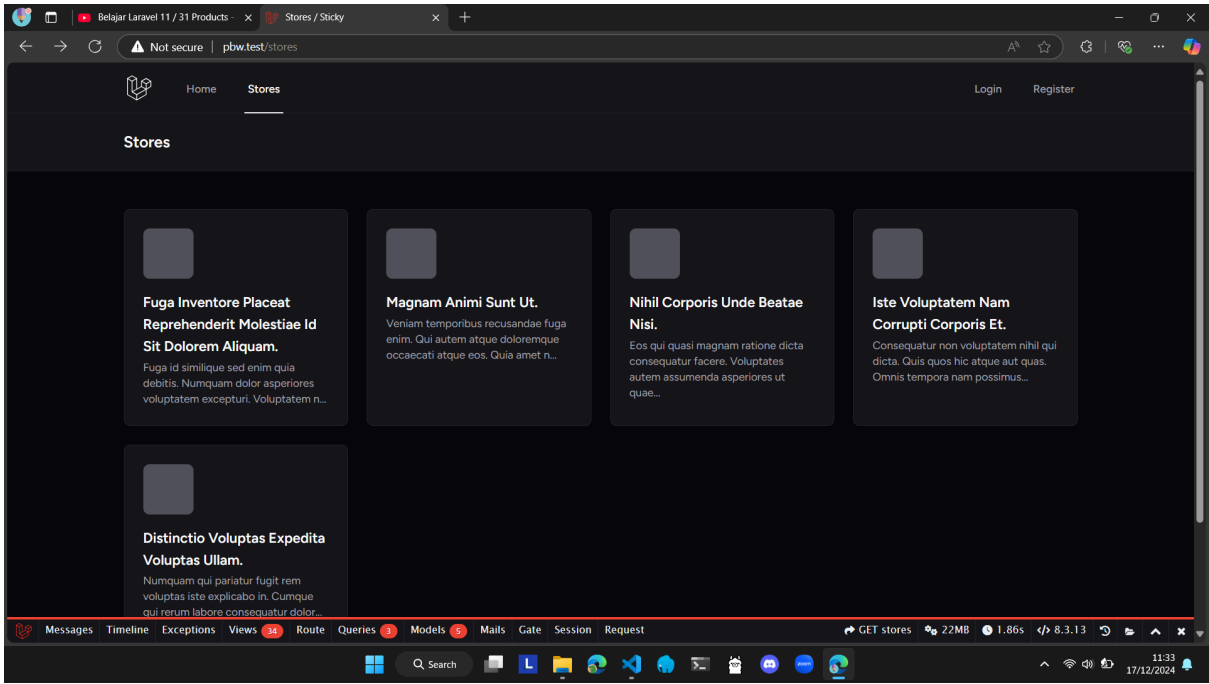 Belajar Laravel 11 / 31 Products -
Stores / Sticky
Not secure
pbw.test/stores
Home
Stores
Login
Register
Stores
Fuga Inventore Placeat
Reprehenderit Molestiae Id
Sit Dolorem Aliquam.
Fuga id similique sed enim quia
debitis. Numquam dolor asperiores
voluptatem excepturi. Voluptatem n...
Magnam Animi Sunt Ut.
Veniam temporibus recusandae fuga
enim. Qui autem atque doloremque
occaecati atque eos. Quia amet n...
Nihil Corporis Unde Beatae
Nisi.
Eos qui quasi magnam ratione dicta
consequatur facere. Voluptates
autem assumenda asperiores ut
quae...
Iste Voluptatem Nam
Corrupti Corporis Et.
Consequatur non voluptatem nihil qui
dicta. Quis quos hic atque aut quas.
Omnis tempora nam possimus...
Distinctio Voluptas Expedita
Voluptas Ullam.
Numquam qui pariatur fugit rem
voluptas iste explicabo in. Cumque
qui rerum labore consequatur dolor...
Messages Timeline Exceptions Views 34 Route Queries 3 Models 5 Mails Gate Session Request
GET stores 22MB 1.86s 8.3.13
Search
L
zoom
11:33
17/12/2024